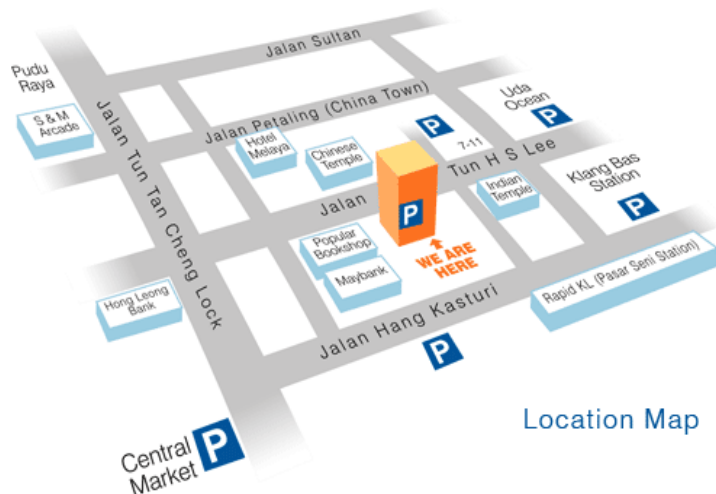 Jalan Sultan
Pudu
Raya
S & M
Arcade
Jalan Tun Tan Cheng Lock
Jalan Petaling (China Town)
Uda
Ocean
P
P
7-11
Hotel
Melaya
Chinese
Temple
Jalan Tun H S Lee
Indian
Temple
Klang Bas
Station
P
P
WE ARE
HERE
Popular
Bookshop
Maybank
Hong Leong
Bank
Rapid KL (Pasar Seni Station)
Jalan Hang Kasturi
P
Central
Market
P
Location Map